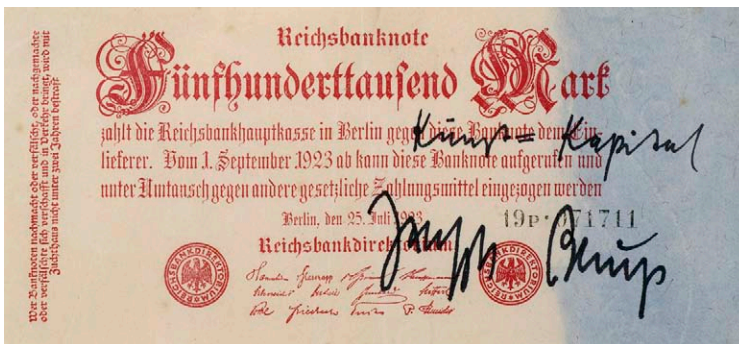 Reichsbanknote
Fünfhunderttausend Mark
zahlt die Reichsbankhauptkasse in Berlin gegen diese Banknote dem Ein-
lieferer. Vom 1. September 1923 ab kann diese Banknote aufgerufen und
unter Umtausch gegen andere gesetzliche Zahlungsmittel eingezogen werden
Berlin, den 25. Juli 1923
19P·071711
Reichsbankdirektorium
Kunst = Kapital
Joseph Beuys
REICHSBANKDIREKTORIUM
REICHSBANKDIREKTORIUM
Wer Banknoten nachmacht oder verfälscht, oder nachgemachte
oder verfälschte sich verschafft und in Verkehr bringt, wird mit
Zuchthaus nicht unter zwei Jahren bestraft